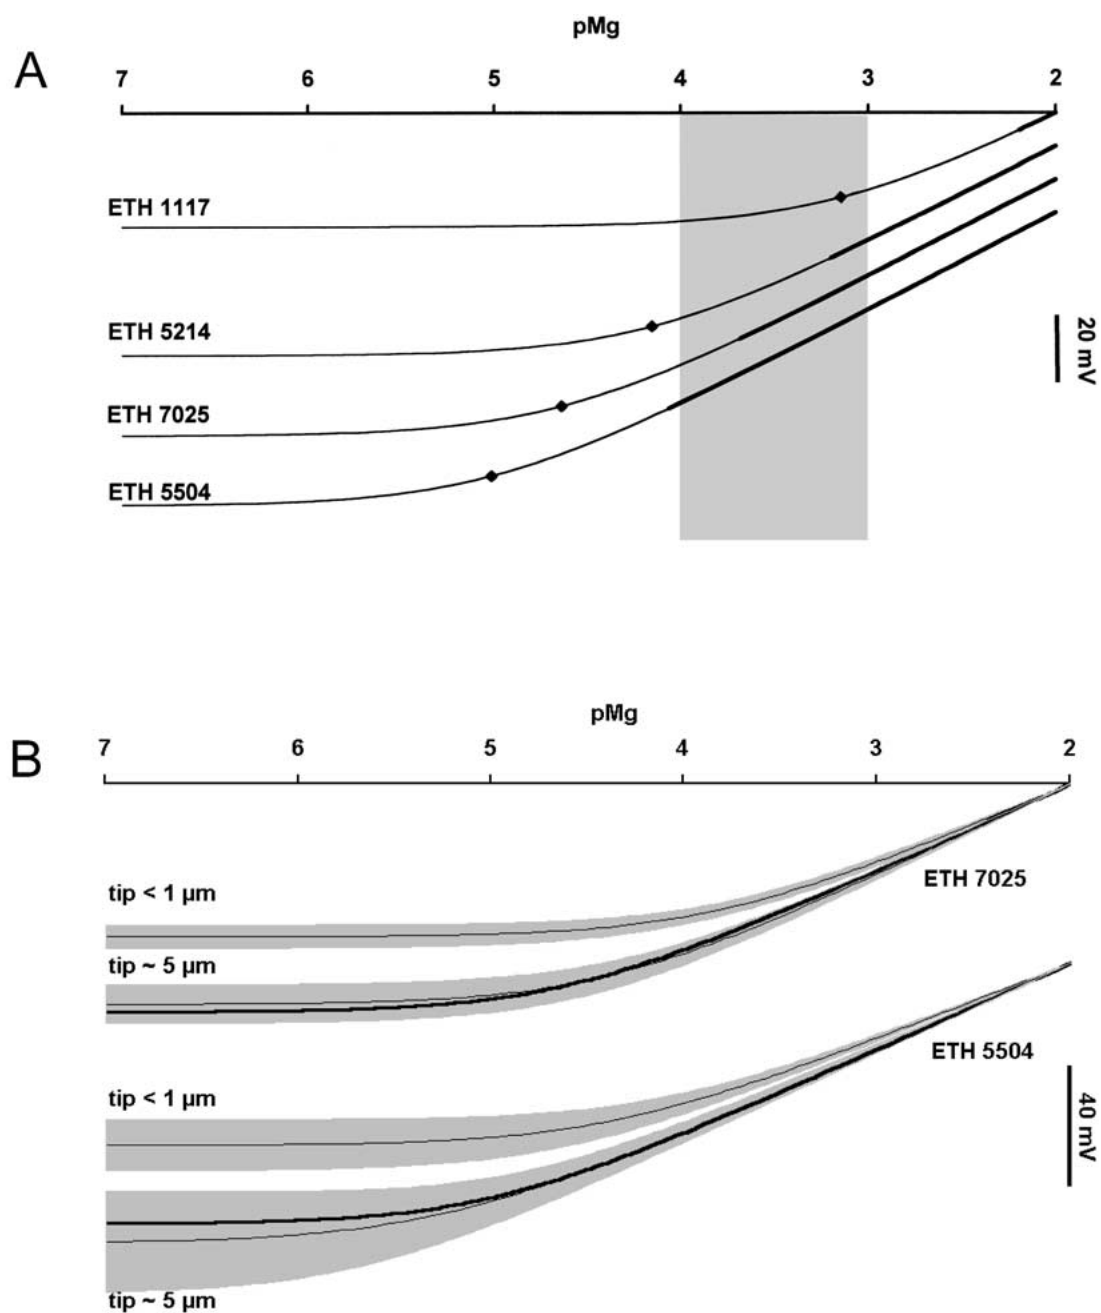 pMg
A
7 6 5 4 3 2
ETH 1117
ETH 5214
20 mV
ETH 7025
ETH 5504
pMg
B
7 6 5 4 3 2
tip < 1 µm
ETH 7025
tip ~ 5 µm
ETH 5504
tip < 1 µm
40 mV
tip ~ 5 µm